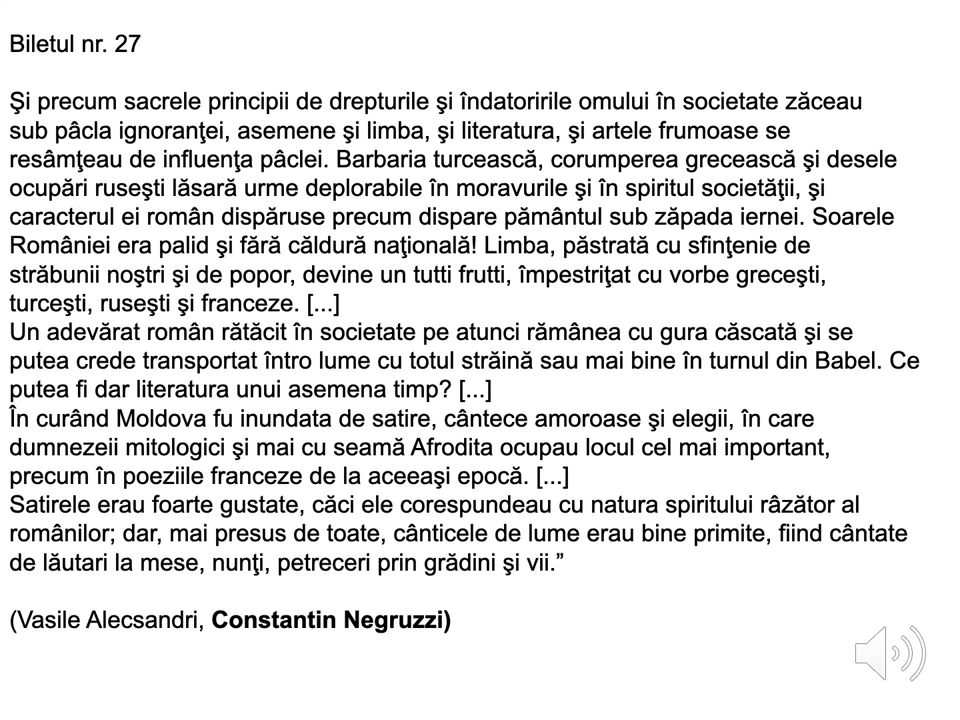 Biletul nr. 27
Şi precum sacrele principii de drepturile şi îndatoririle omului în societate zăceau
sub pâcla ignoranţei, asemene şi limba, şi literatura, şi artele frumoase se
resâmţeau de influenţa pâclei. Barbaria turcească, corumperea grecească şi desele
ocupări ruseşti lăsară urme deplorabile în moravurile şi în spiritul societăţii, şi
caracterul ei român dispăruse precum dispare pământul sub zăpada iernei. Soarele
României era palid şi fără căldură naţională! Limba, păstrată cu sfinţenie de
străbunii noştri şi de popor, devine un tutti frutti, împestriţat cu vorbe greceşti,
turceşti, ruseşti şi franceze. [...]
Un adevărat român rătăcit în societate pe atunci rămânea cu gura căscată şi se
putea crede transportat întro lume cu totul străină sau mai bine în turnul din Babel. Ce
putea fi dar literatura unui asemena timp? [...]
În curând Moldova fu inundata de satire, cântece amoroase şi elegii, în care
dumnezeii mitologici şi mai cu seamă Afrodita ocupau locul cel mai important,
precum în poeziile franceze de la aceeaşi epocă. [...]
Satirele erau foarte gustate, căci ele corespundeau cu natura spiritului râzător al
românilor; dar, mai presus de toate, cânticele de lume erau bine primite, fiind cântate
de lăutari la mese, nunţi, petreceri prin grădini şi vii.”
(Vasile Alecsandri, Constantin Negruzzi)